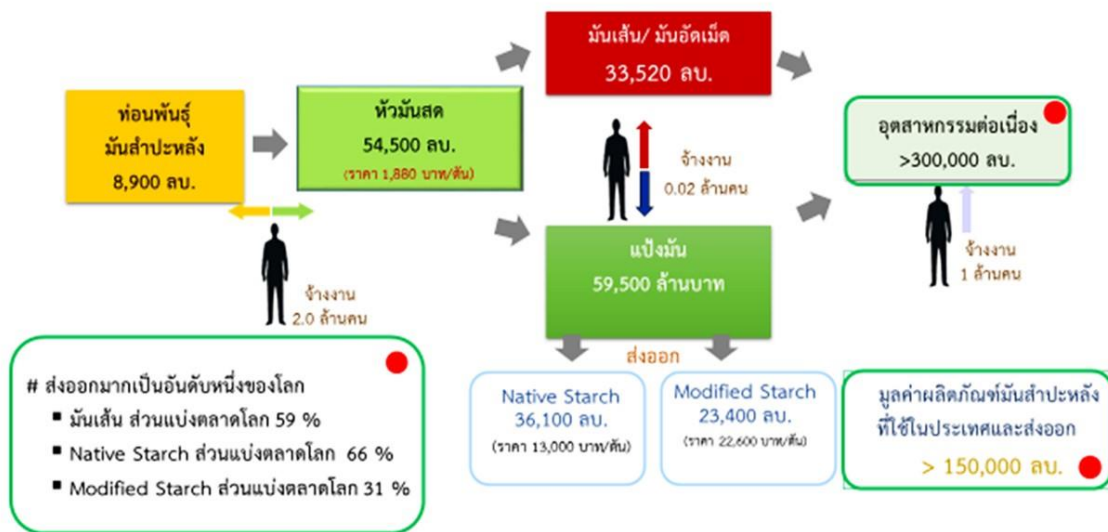 ท่อนพันธุ์
มันสำปะหลัง
8,900 ลบ.
หัวมันสด
54,500 ลบ.
(ราคา 1,880 บาท/ตัน)
มันเส้น/ มันอัดเม็ด
33,520 ลบ.
จ้างงาน
0.02 ล้านคน
แป้งมัน
59,500 ล้านบาท
อุตสาหกรรมต่อเนื่อง
>300,000 ลบ.
จ้างงาน
1 ล้านคน
จ้างงาน
2.0 ล้านคน
ส่งออก
Native Starch
36,100 ลบ.
(ราคา 13,000 บาท/ตัน)
Modified Starch
23,400 ลบ.
(ราคา 22,600 บาท/ตัน)
# ส่งออกมากเป็นอันดับหนึ่งของโลก
▪ มันเส้น ส่วนแบ่งตลาดโลก 59 %
▪ Native Starch ส่วนแบ่งตลาดโลก 66 %
▪ Modified Starch ส่วนแบ่งตลาดโลก 31 %
มูลค่าผลิตภัณฑ์มันสำปะหลัง
ที่ใช้ในประเทศและส่งออก
> 150,000 ลบ.